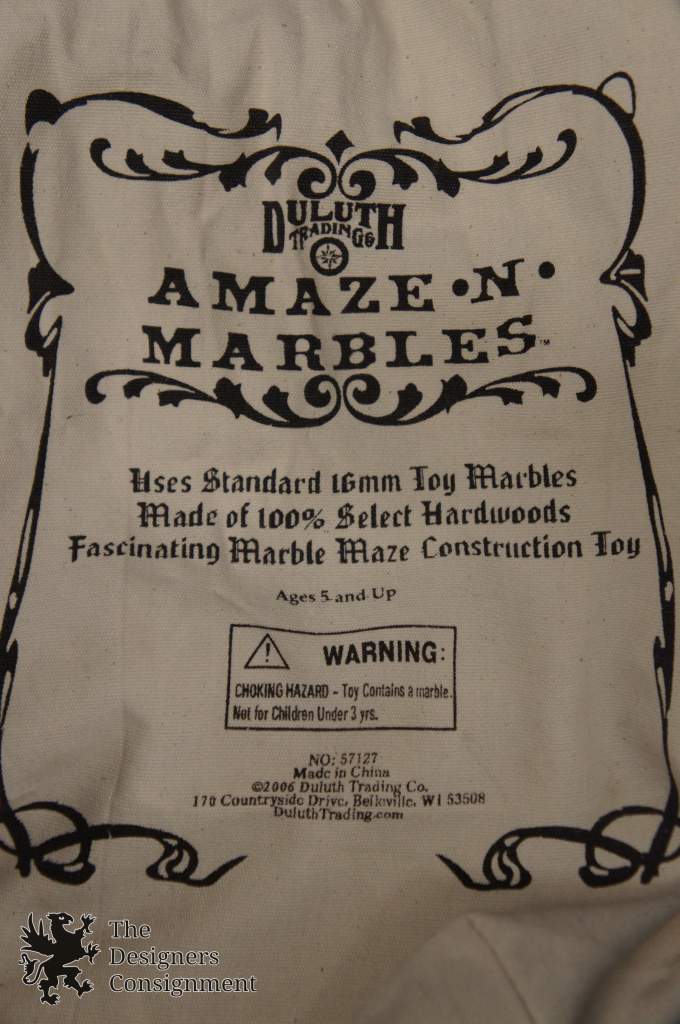 DULUTH
TRADING Co
AMAZE•N•
MARBLES™
Uses Standard 16mm Toy Marbles
Made of 100% Select Hardwoods
Fascinating Marble Maze Construction Toy
Ages 5 and Up
WARNING:
CHOKING HAZARD - Toy Contains a marble.
Not for Children Under 3 yrs.
NO: 57127
Made in China
©2006 Duluth Trading Co.
170 Countryside Drive, Belleville, WI 53508
DuluthTrading.com
The
Designers
Consignment